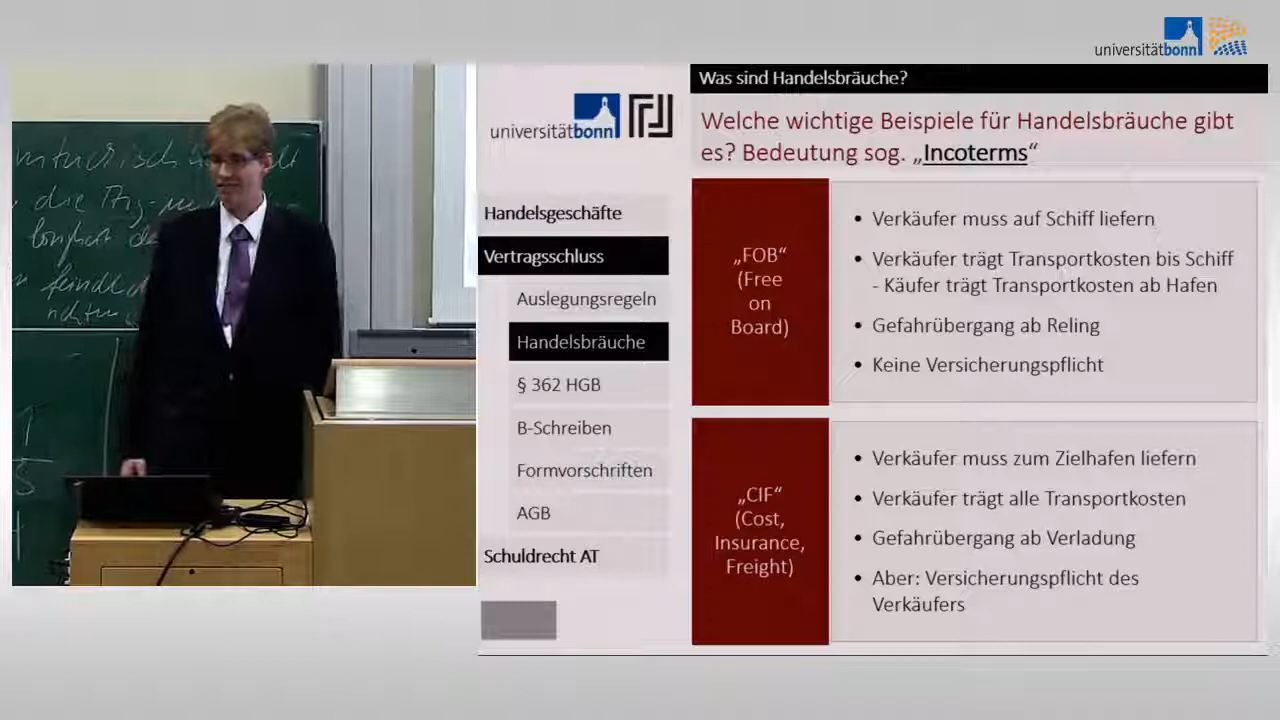 universitätbonn
Was sind Handelsbräuche?
universitätbonn
Welche wichtige Beispiele für Handelsbräuche gibt
es? Bedeutung sog. „Incoterms“
Handelsgeschäfte
Vertragsschluss
Auslegungsregeln
Handelsbräuche
§ 362 HGB
B-Schreiben
Formvorschriften
AGB
Schuldrecht AT
„FOB“
(Free
on
Board)
• Verkäufer muss auf Schiff liefern
• Verkäufer trägt Transportkosten bis Schiff
- Käufer trägt Transportkosten ab Hafen
• Gefahrübergang ab Reling
• Keine Versicherungspflicht
„CIF“
(Cost,
Insurance,
Freight)
• Verkäufer muss zum Zielhafen liefern
• Verkäufer trägt alle Transportkosten
• Gefahrübergang ab Verladung
• Aber: Versicherungspflicht des
Verkäufers